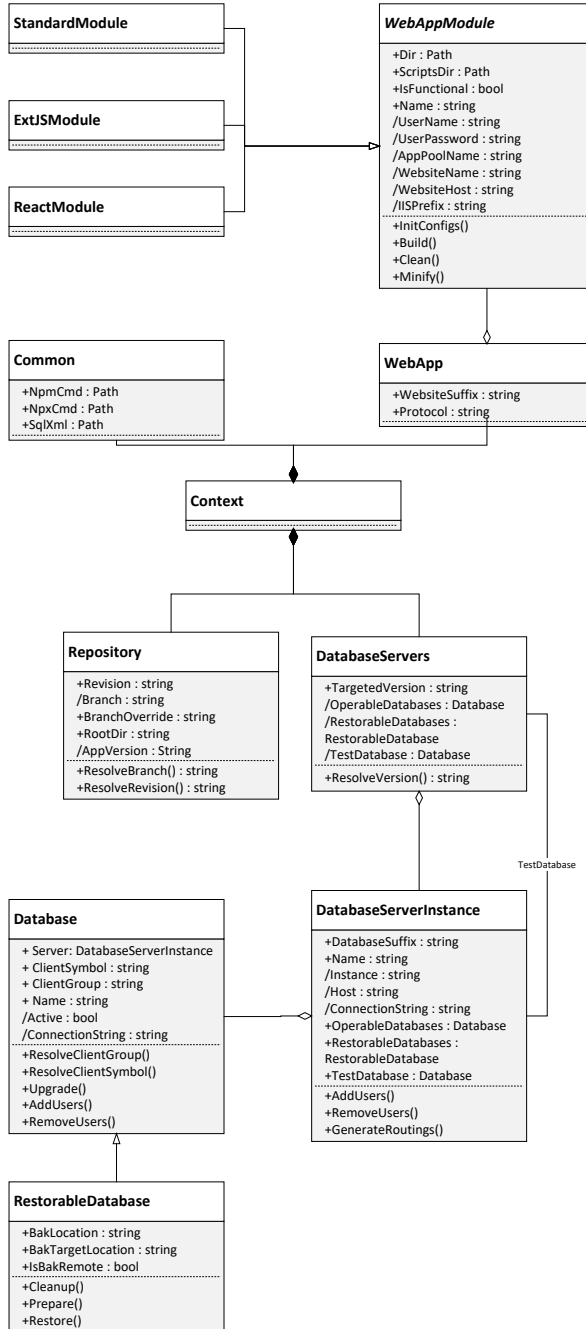 StandardModule
ExtJSModule
ReactModule
WebAppModule
+Dir : Path
+ScriptsDir : Path
+IsFunctional : bool
+Name : string
/UserName : string
/UserPassword : string
/AppPoolName : string
/WebsiteName : string
/WebsiteHost : string
/IISPrefix : string
+InitConfigs()
+Build()
+Clean()
+Minify()
Common
+NpmCmd : Path
+NpxCmd : Path
+SqlXml : Path
WebApp
+WebsiteSuffix : string
+Protocol : string
Context
Repository
+Revision : string
/Branch : string
+BranchOverride : string
+RootDir : string
/AppVersion : String
+ResolveBranch() : string
+ResolveRevision() : string
DatabaseServers
+TargetedVersion : string
/OperableDatabases : Database
/RestorableDatabases :
RestorableDatabase
/TestDatabase : Database
+ResolveVersion() : string
TestDatabase
Database
+ Server: DatabaseServerInstance
+ ClientSymbol : string
+ ClientGroup : string
+ Name : string
/Active : bool
/ConnectionString : string
+ResolveClientGroup()
+ResolveClientSymbol()
+Upgrade()
+AddUsers()
+RemoveUsers()
DatabaseServerInstance
+DatabaseSuffix : string
+Name : string
/Instance : string
/Host : string
/ConnectionString : string
+OperableDatabases : Database
+RestorableDatabases :
RestorableDatabase
+TestDatabase : Database
+AddUsers()
+RemoveUsers()
+GenerateRoutings()
RestorableDatabase
+BakLocation : string
+BakTargetLocation : string
+IsBakRemote : bool
+Cleanup()
+Prepare()
+Restore()